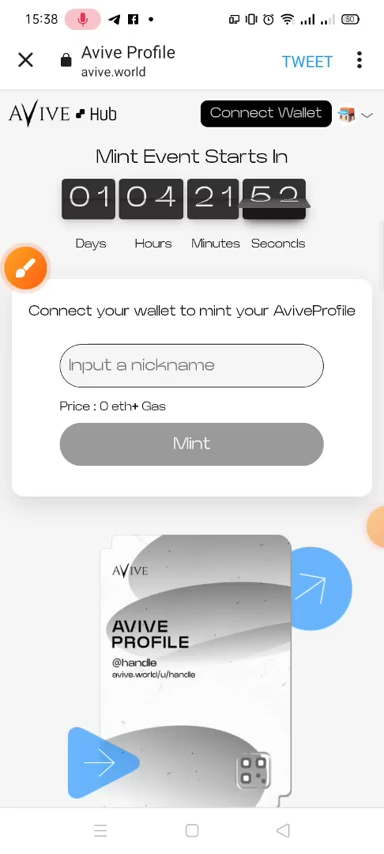 15:38
50
Avive Profile
avive.world
TWEET
AVIVE Hub
Connect Wallet
Mint Event Starts In
01 04 21 52
Days Hours Minutes Seconds
Connect your wallet to mint your AviveProfile
Input a nickname
Price : 0 eth+ Gas
Mint
AVIVE
AVIVE
PROFILE
@handle
avive.world/u/handle